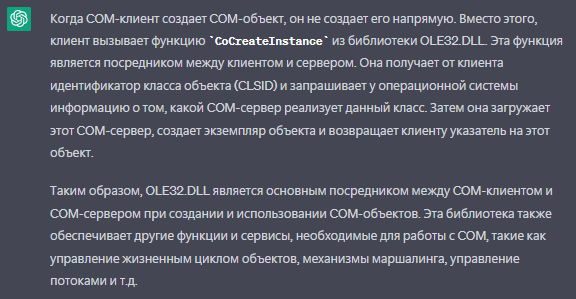 Когда COM-клиент создает COM-объект, он не создает его напрямую. Вместо этого,
клиент вызывает функцию `CoCreateInstance` из библиотеки OLE32.DLL. Эта функция
является посредником между клиентом и сервером. Она получает от клиента
идентификатор класса объекта (CLSID) и запрашивает у операционной системы
информацию о том, какой COM-сервер реализует данный класс. Затем она загружает
этот COM-сервер, создает экземпляр объекта и возвращает клиенту указатель на этот
объект.
Таким образом, OLE32.DLL является основным посредником между COM-клиентом и
COM-сервером при создании и использовании COM-объектов. Эта библиотека также
обеспечивает другие функции и сервисы, необходимые для работы с COM, такие как
управление жизненным циклом объектов, механизмы маршалинга, управление
потоками и т.д.